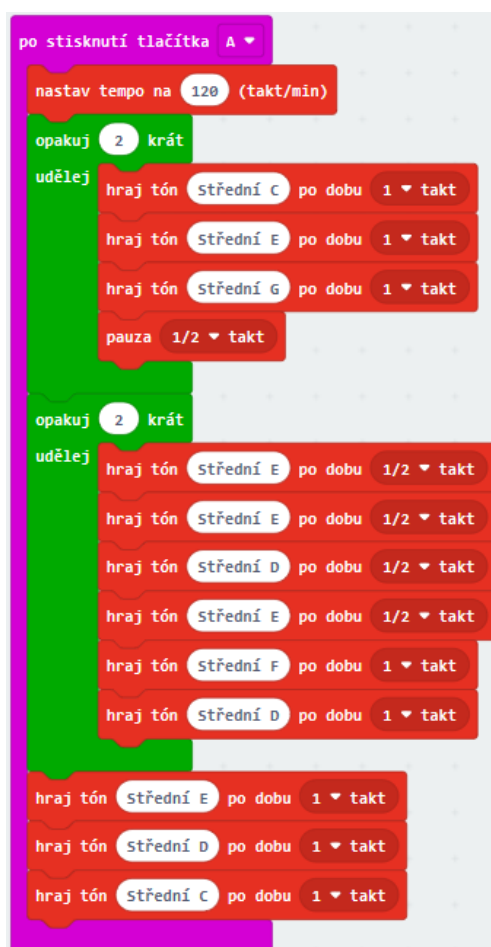 po stisknutí tlačítka A
nastav tempo na 120 (takt/min)
opakuj 2 krát
udělej
hraj tón Střední C po dobu 1 takt
hraj tón Střední E po dobu 1 takt
hraj tón Střední G po dobu 1 takt
pauza 1/2 takt
opakuj 2 krát
udělej
hraj tón Střední E po dobu 1/2 takt
hraj tón Střední E po dobu 1/2 takt
hraj tón Střední D po dobu 1/2 takt
hraj tón Střední E po dobu 1/2 takt
hraj tón Střední F po dobu 1 takt
hraj tón Střední D po dobu 1 takt
hraj tón Střední E po dobu 1 takt
hraj tón Střední D po dobu 1 takt
hraj tón Střední C po dobu 1 takt